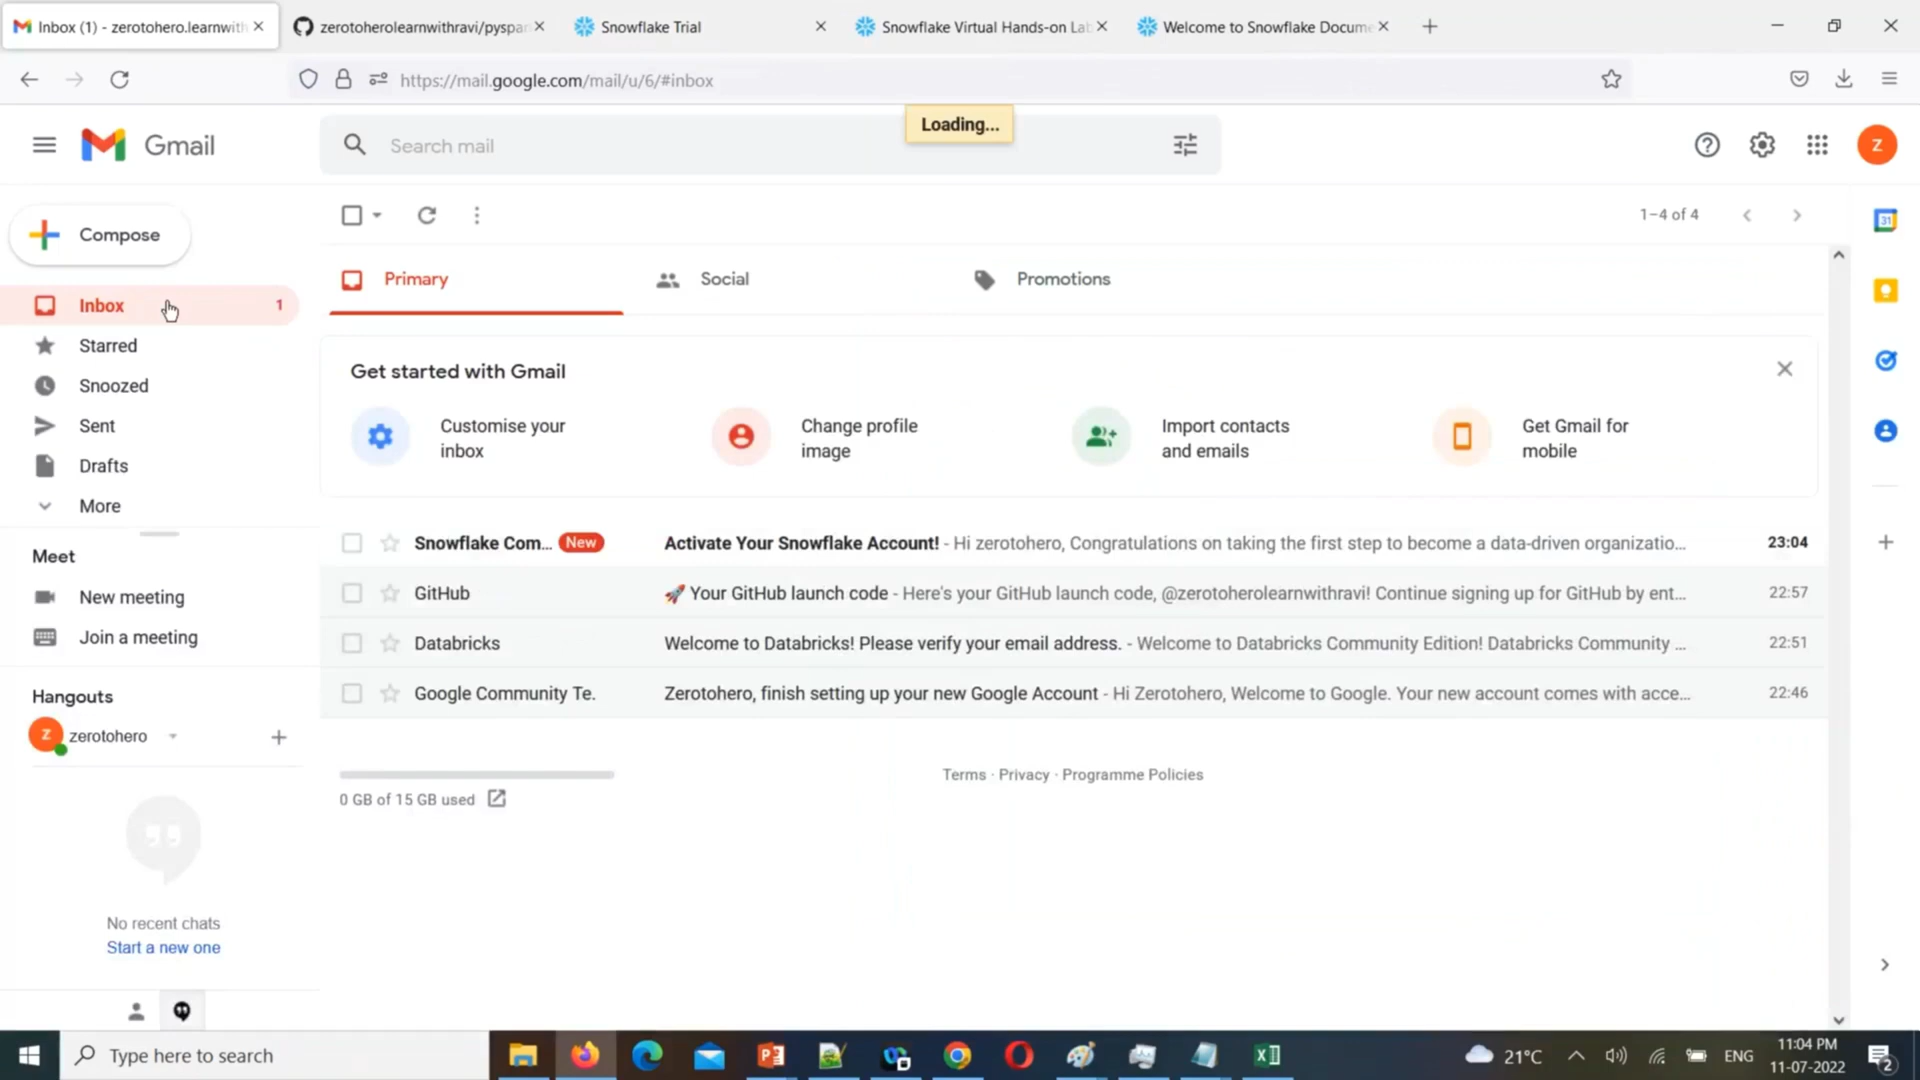 Inbox (1) - zerotohero.learnwith
zerotoherolearnwithravi/pyspar
Snowflake Trial
Snowflake Virtual Hands-on Lab
Welcome to Snowflake Docume
https://mail.google.com/mail/u/6/#inbox
Loading...
Gmail
Search mail
Z
Compose
1–4 of 4
31
Primary
Social
Promotions
Inbox
1
Starred
Snoozed
Sent
Drafts
More
Get started with Gmail
Customise your
inbox
Change profile
image
Import contacts
and emails
Get Gmail for
mobile
Snowflake Com... New Activate Your Snowflake Account! - Hi zerotohero, Congratulations on taking the first step to become a data-driven organizatio... 23:04
GitHub 🚀 Your GitHub launch code - Here's your GitHub launch code, @zerotoherolearnwithravi! Continue signing up for GitHub by ent... 22:57
Databricks Welcome to Databricks! Please verify your email address. - Welcome to Databricks Community Edition! Databricks Community ... 22:51
Google Community Te. Zerotohero, finish setting up your new Google Account - Hi Zerotohero, Welcome to Google. Your new account comes with acce... 22:46
Meet
New meeting
Join a meeting
Hangouts
Z zerotohero
No recent chats
Start a new one
Terms · Privacy · Programme Policies
0 GB of 15 GB used
Type here to search
21°C
ENG
11:04 PM
11-07-2022
2